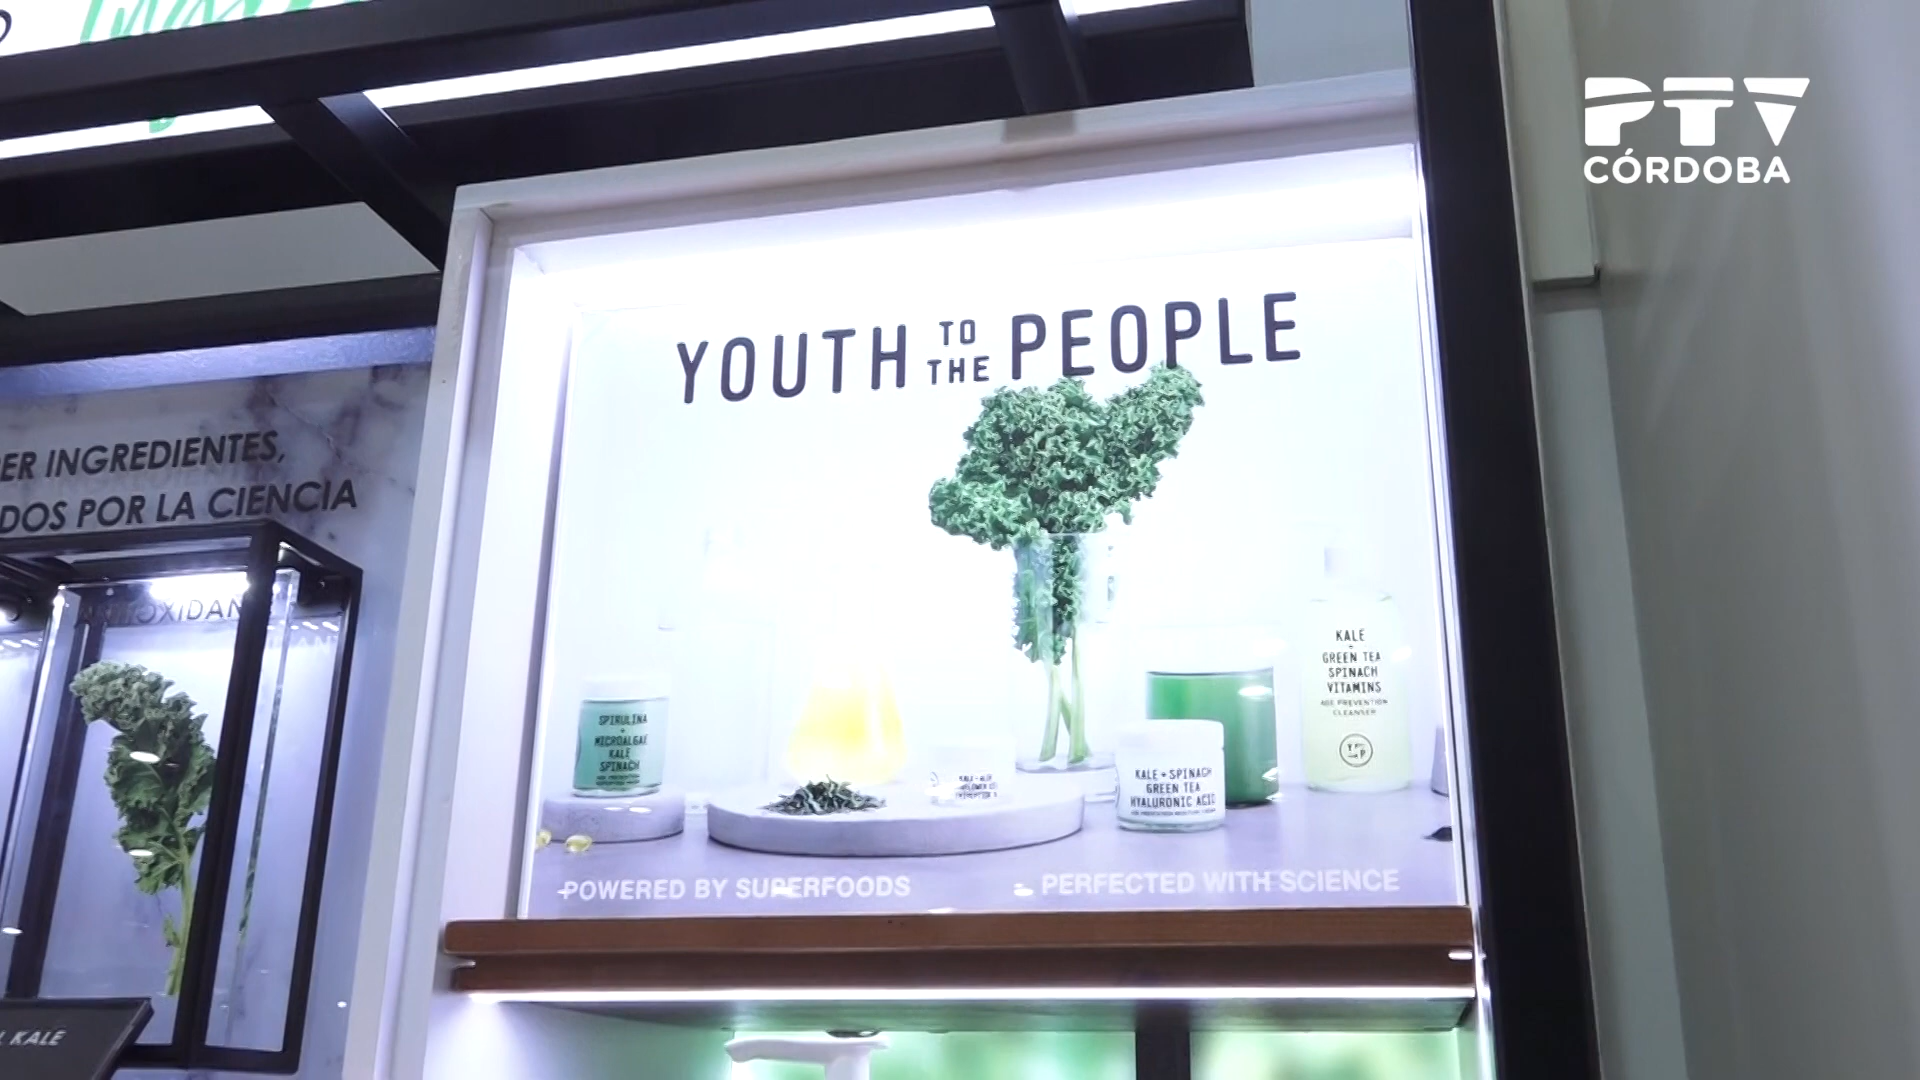 PTV
CÓRDOBA
YOUTH TO THE PEOPLE
ER INGREDIENTES,
DOS POR LA CIENCIA
KALE
+
GREEN TEA
SPINACH
VITAMINS
AGE PREVENTION
CLEANSER
SPIRULINA
+
MICROALGAE
KALE
SPINACH
KALE + SPINACH
GREEN TEA
HYALURONIC ACID
POWERED BY SUPERFOODS
PERFECTED WITH SCIENCE
KALE